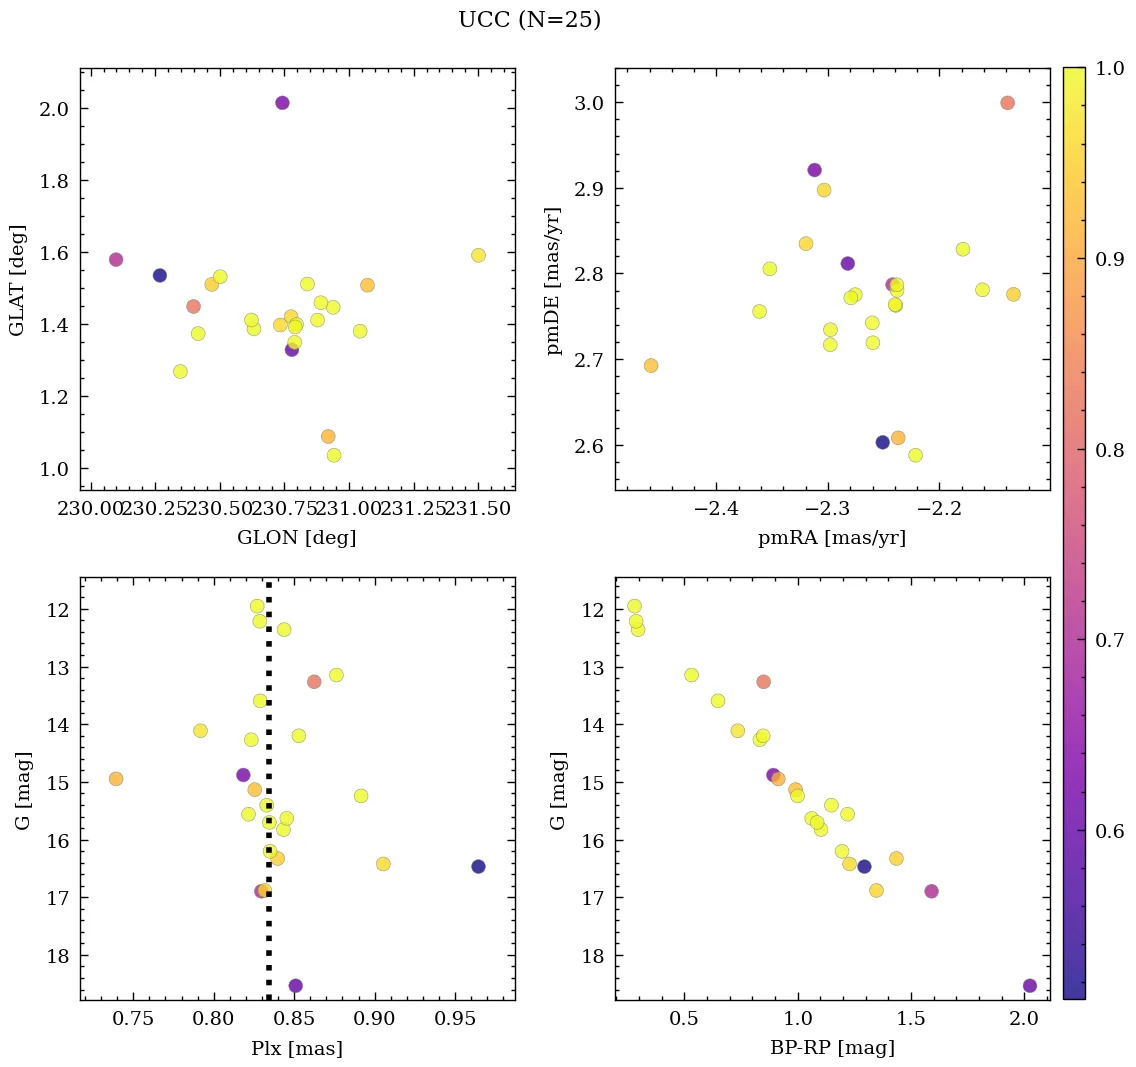 UCC (N=25)
2.0
1.8
1.6
1.4
1.2
1.0
GLAT [deg]
230.00 230.25 230.50 230.75 231.00 231.25 231.50
GLON [deg]
3.0
2.9
2.8
2.7
2.6
pmDE [mas/yr]
−2.4 −2.3 −2.2
pmRA [mas/yr]
1.0
0.9
0.8
0.7
0.6
12
13
14
15
16
17
18
G [mag]
0.75 0.80 0.85 0.90 0.95
Plx [mas]
12
13
14
15
16
17
18
G [mag]
0.5 1.0 1.5 2.0
BP-RP [mag]